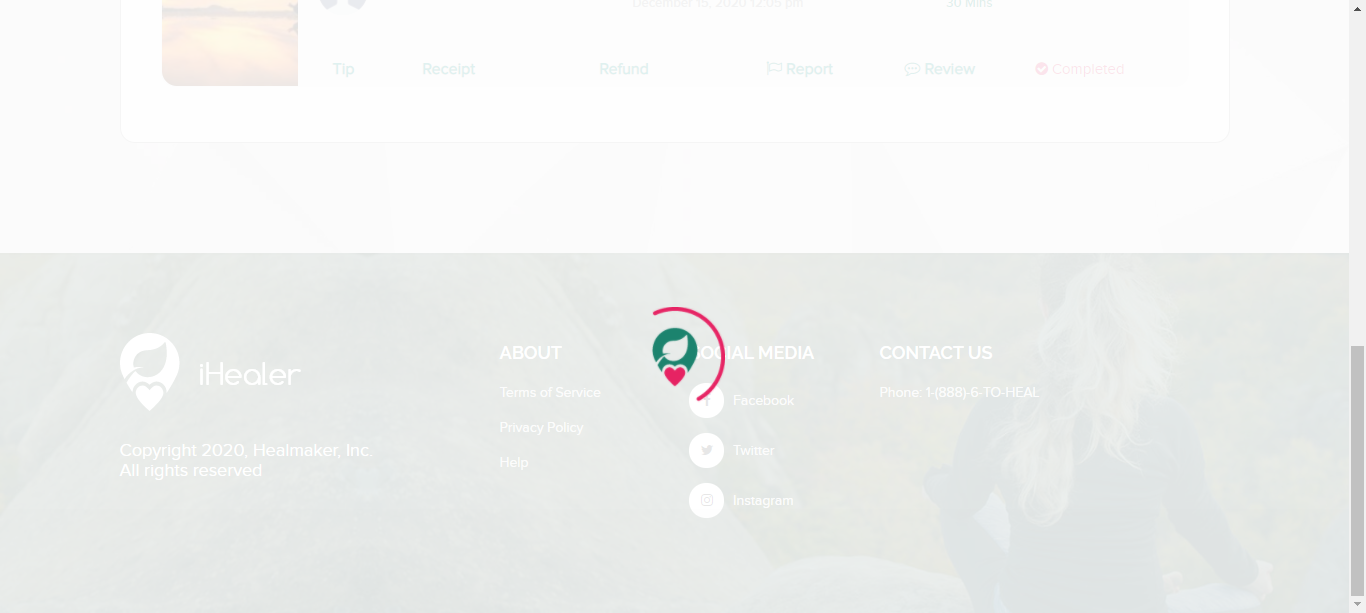 December 15, 2020 12:05 pm
30 Mins
Tip
Receipt
Refund
Report
Review
Completed
iHealer
Copyright 2020, Healmaker, Inc.
All rights reserved
ABOUT
Terms of Service
Privacy Policy
Help
SOCIAL MEDIA
Facebook
Twitter
Instagram
CONTACT US
Phone: 1-(888)-6-TO-HEAL